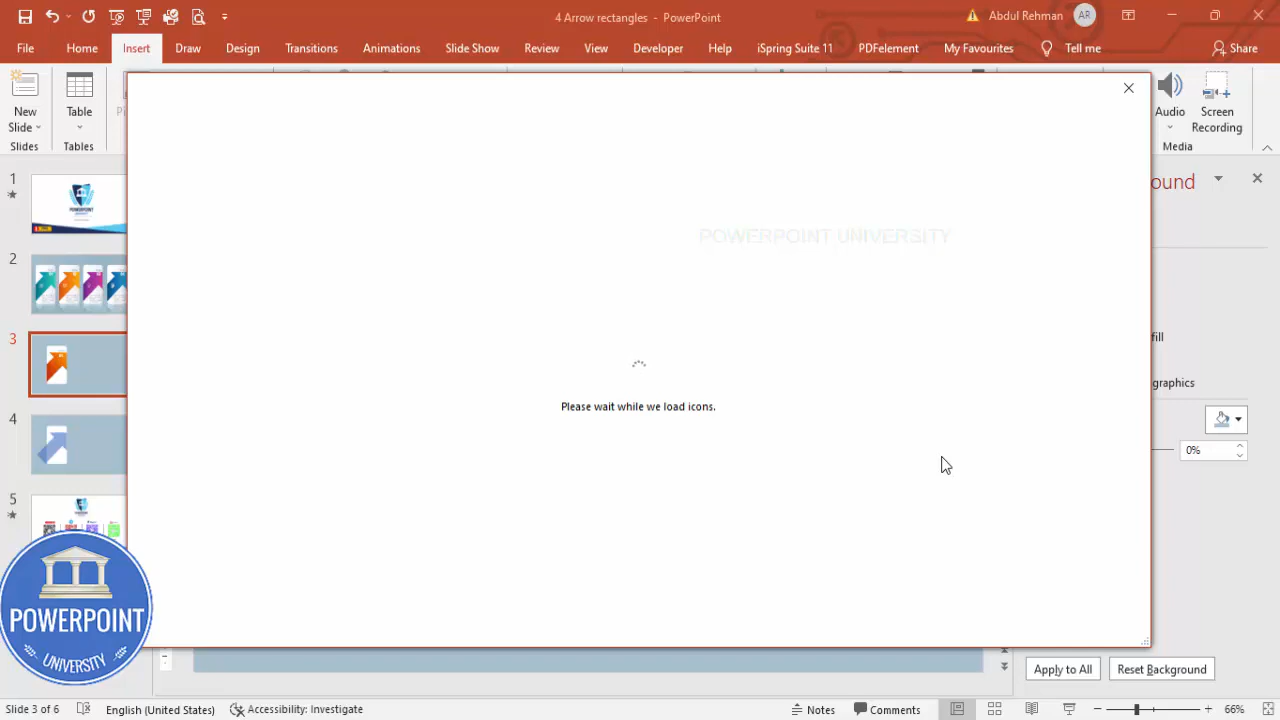 4 Arrow rectangles - PowerPoint
Abdul Rehman
AR
File Home Insert Draw Design Transitions Animations Slide Show Review View Developer Help iSpring Suite 11 PDFelement My Favourites Tell me Share
New Slide
Table
Audio
Screen Recording
Slides
Tables
Media
1
2
3
4
5
POWERPOINT UNIVERSITY
Please wait while we load icons.
ound
fill
graphics
0%
POWERPOINT
UNIVERSITY
Apply to All
Reset Background
Slide 3 of 6
English (United States)
Accessibility: Investigate
Notes
Comments
66%